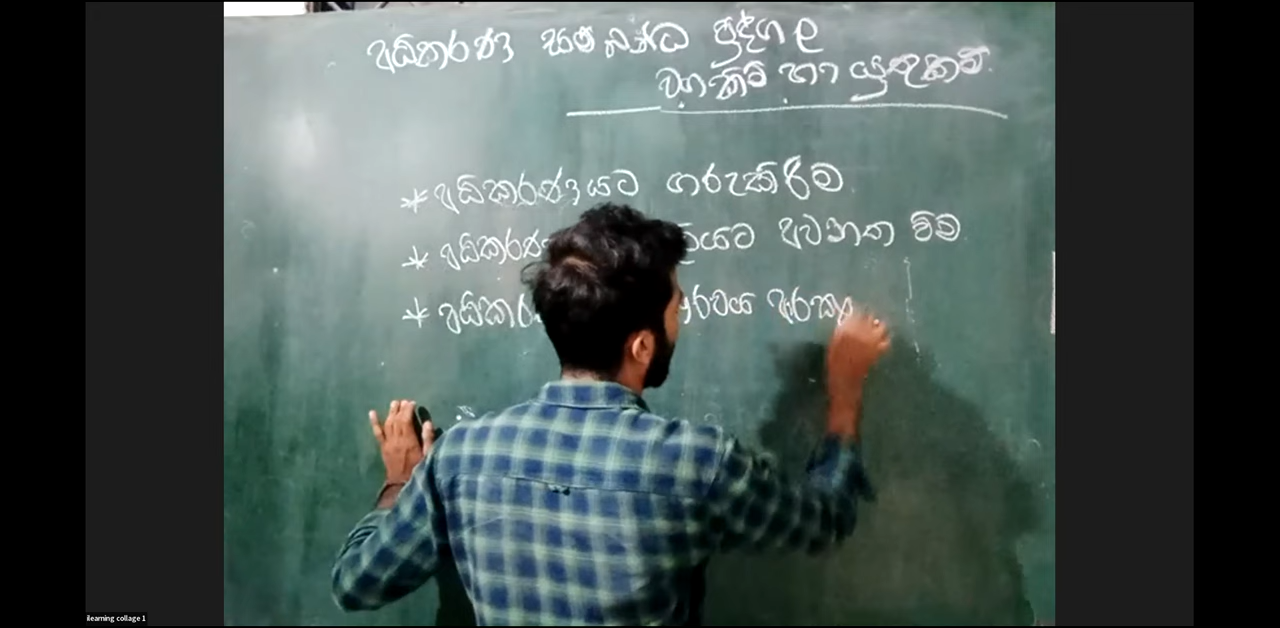 අධිකරණ සම්බන්ධ පුද්ගල
වගකීම් හා යුතුකම්.
* අධිකරණයට ගරුකිරීම
* අධිකරණ යට අවනත වීම
* අධිකර
ilearning collage 1